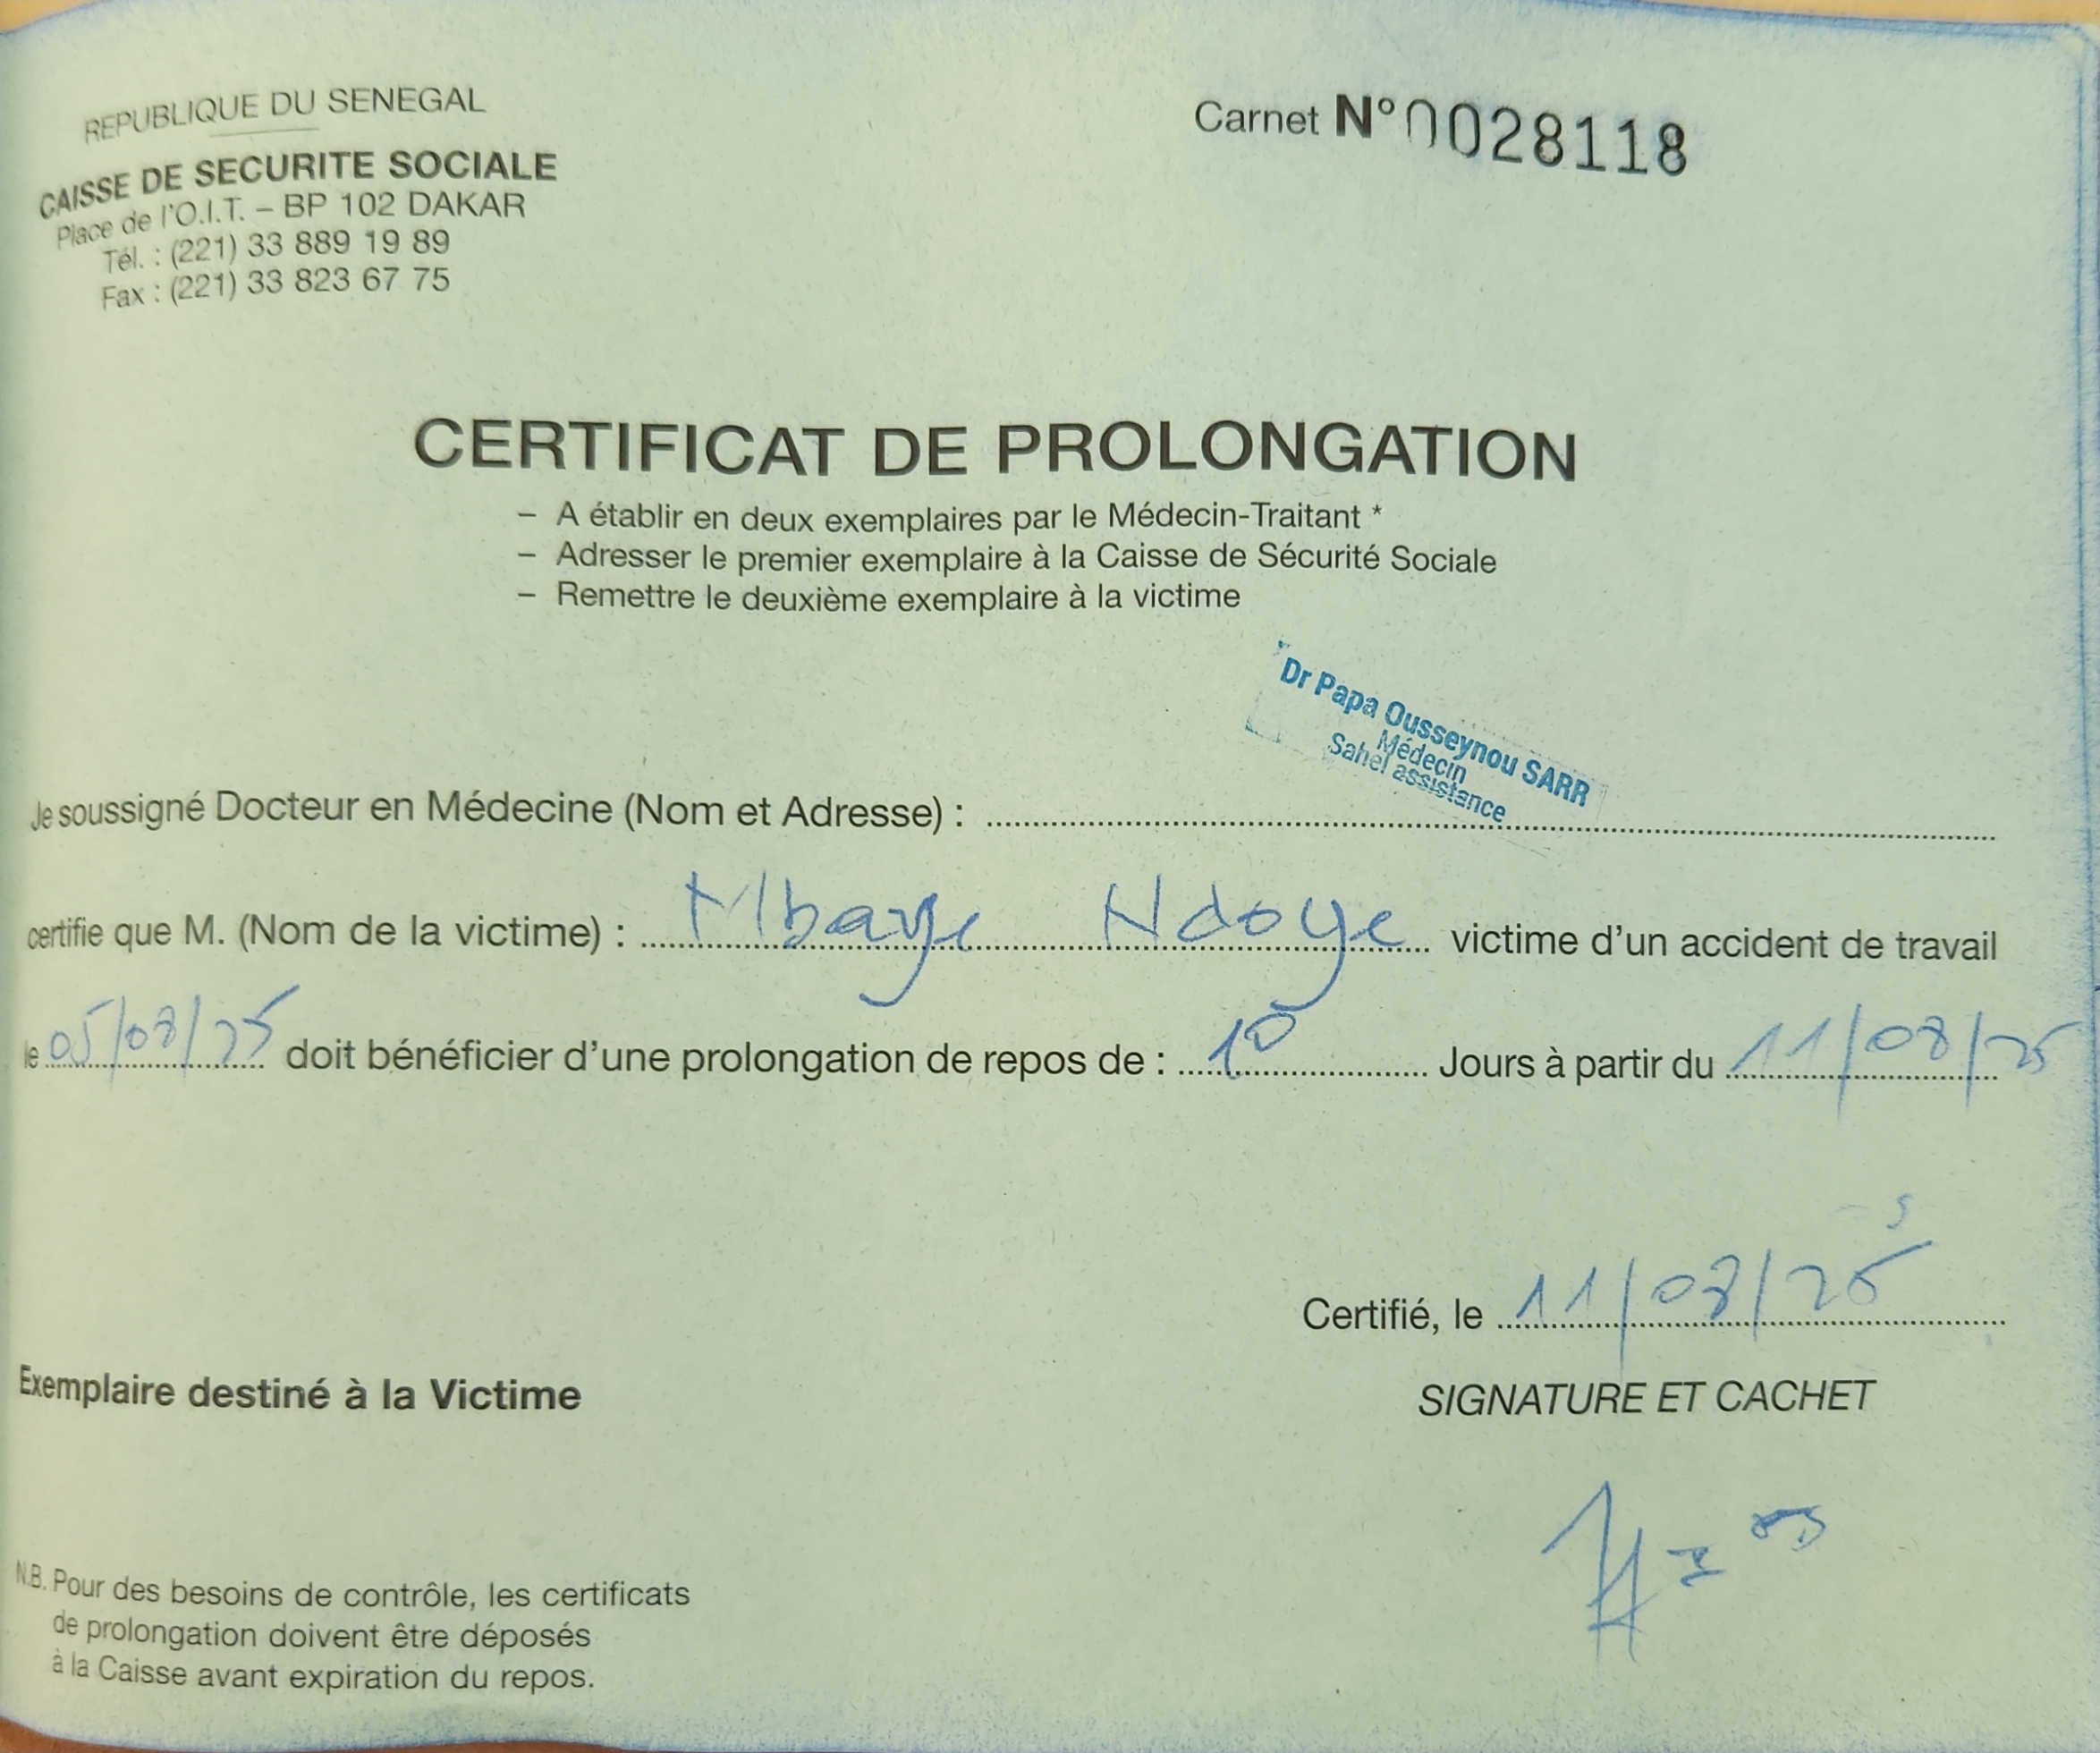 REPUBLIQUE DU SENEGAL
CAISSE DE SECURITE SOCIALE
Place de l'O.I.T. – BP 102 DAKAR
Tél. : (221) 33 889 19 89
Fax : (221) 33 823 67 75
Carnet N° 0028118
CERTIFICAT DE PROLONGATION
– A établir en deux exemplaires par le Médecin-Traitant *
– Adresser le premier exemplaire à la Caisse de Sécurité Sociale
– Remettre le deuxième exemplaire à la victime
Dr Papa Ousseynou SARR
Médecin
Sahel assistance
Je soussigné Docteur en Médecine (Nom et Adresse) :
certifie que M. (Nom de la victime) : Mbaye Ndoye victime d'un accident de travail
le 05/08/25 doit bénéficier d'une prolongation de repos de : 10 Jours à partir du 11/08/25
Certifié, le 11/08/25
Exemplaire destiné à la Victime
SIGNATURE ET CACHET
N.B. Pour des besoins de contrôle, les certificats
de prolongation doivent être déposés
à la Caisse avant expiration du repos.